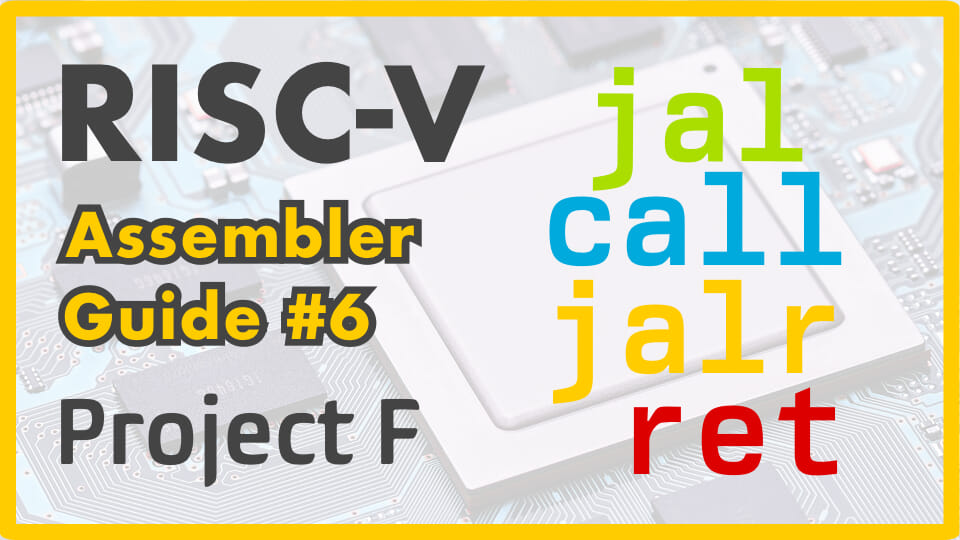 RISC-V
Assembler
Guide #6
Project F
jal
call
jalr
ret